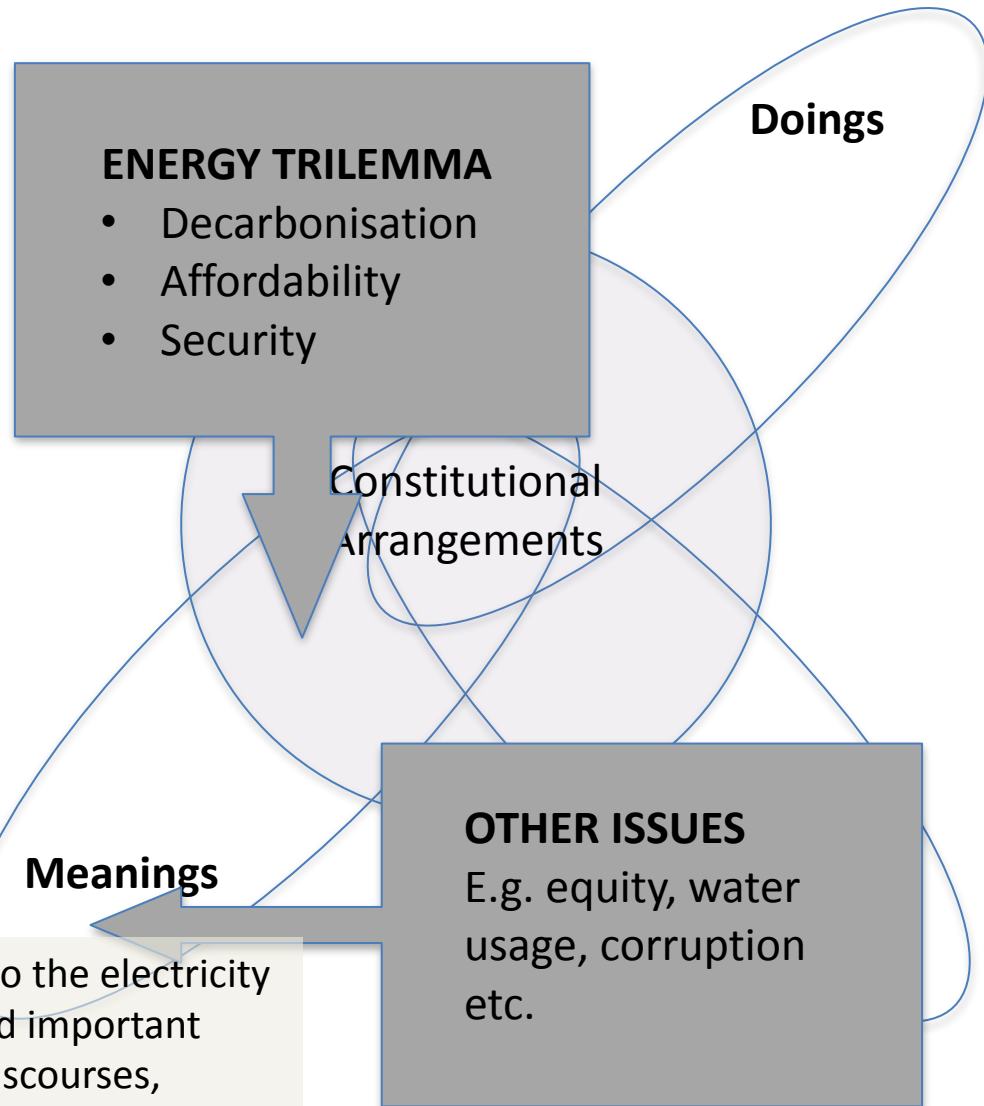 Doings
ENERGY TRILEMMA
• Decarbonisation
• Affordability
• Security
Constitutional
Arrangements
OTHER ISSUES
E.g. equity, water
usage, corruption
etc.
Meanings
o the electricity
d important
scourses,